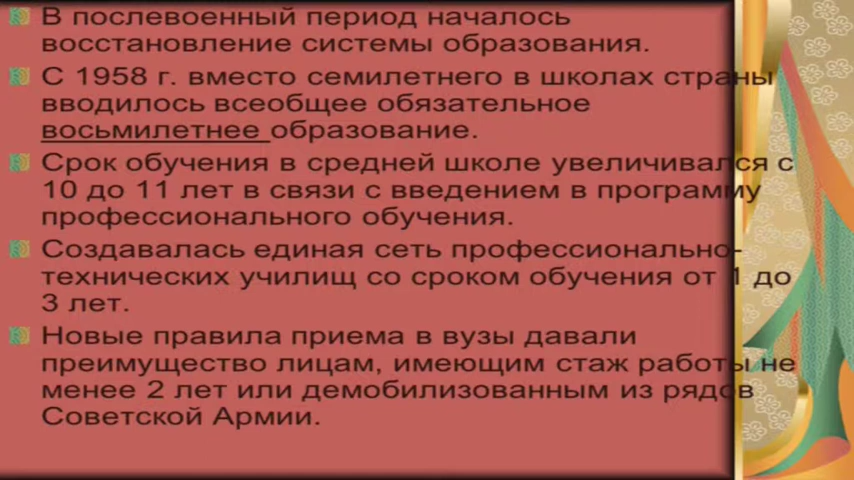 В послевоенный период началось
восстановление системы образования.
С 1958 г. вместо семилетнего в школах страны
вводилось всеобщее обязательное
восьмилетнее образование.
Срок обучения в средней школе увеличивался с
10 до 11 лет в связи с введением в программу
профессионального обучения.
Создавалась единая сеть профессионально-
технических училищ со сроком обучения от 1 до
3 лет.
Новые правила приема в вузы давали
преимущество лицам, имеющим стаж работы не
менее 2 лет или демобилизованным из рядов
Советской Армии.